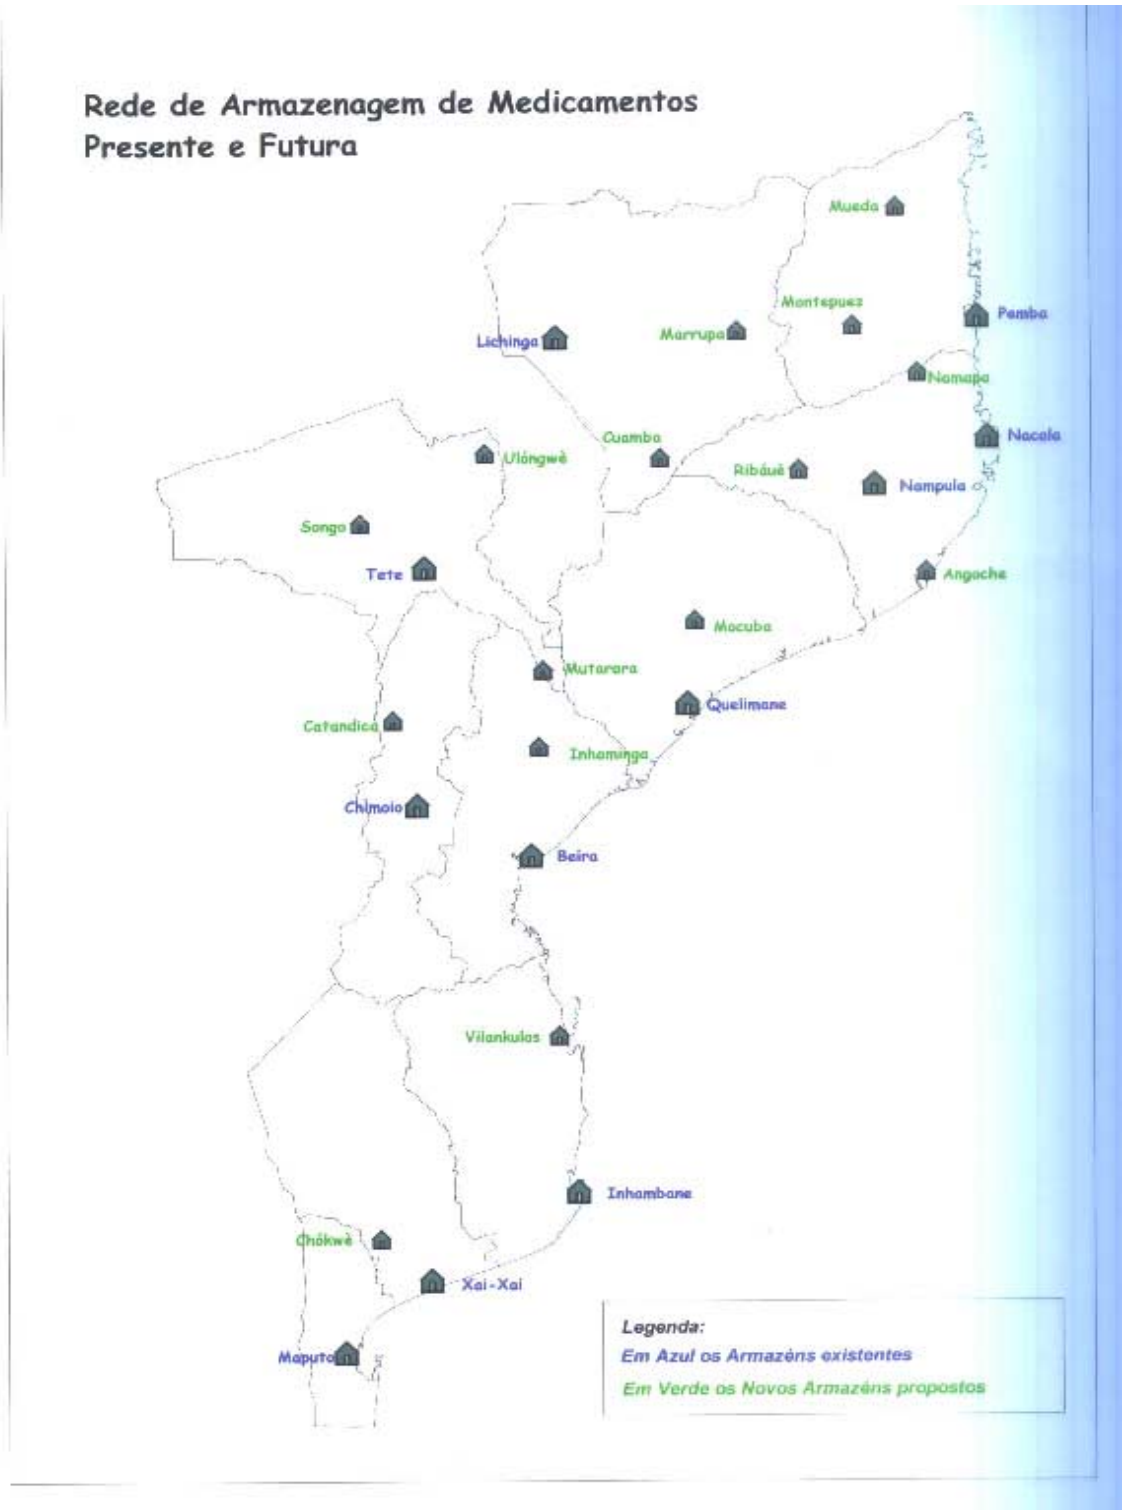 Rede de Armazenagem de Medicamentos
Presente e Futura
Mueda
Montepuez
Pemba
Marrupa
Lichinga
Namapa
Cuamba
Nacala
Ulóngwè
Ribáuè
Nampula
Songo
Tete
Angoche
Mocuba
Mutarara
Quelimane
Catandica
Inhaminga
Chimoio
Beira
Vilankulos
Inhambane
Chókwè
Xai-Xai
Maputo
Legenda:
Em Azul os Armazéns existentes
Em Verde os Novos Armazéns propostos